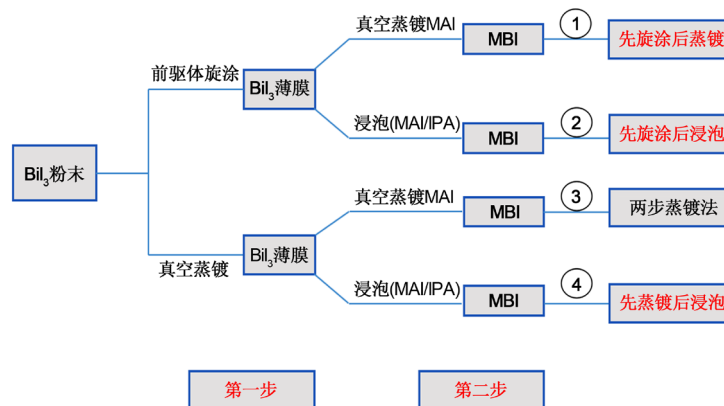 真空蒸镀MAI
MBI
1
先旋涂后蒸镀
前驱体旋涂
BiI₃薄膜
浸泡(MAI/IPA)
MBI
2
先旋涂后浸泡
BiI₃粉末
真空蒸镀MAI
MBI
3
两步蒸镀法
真空蒸镀
BiI₃薄膜
浸泡(MAI/IPA)
MBI
4
先蒸镀后浸泡
第一步
第二步